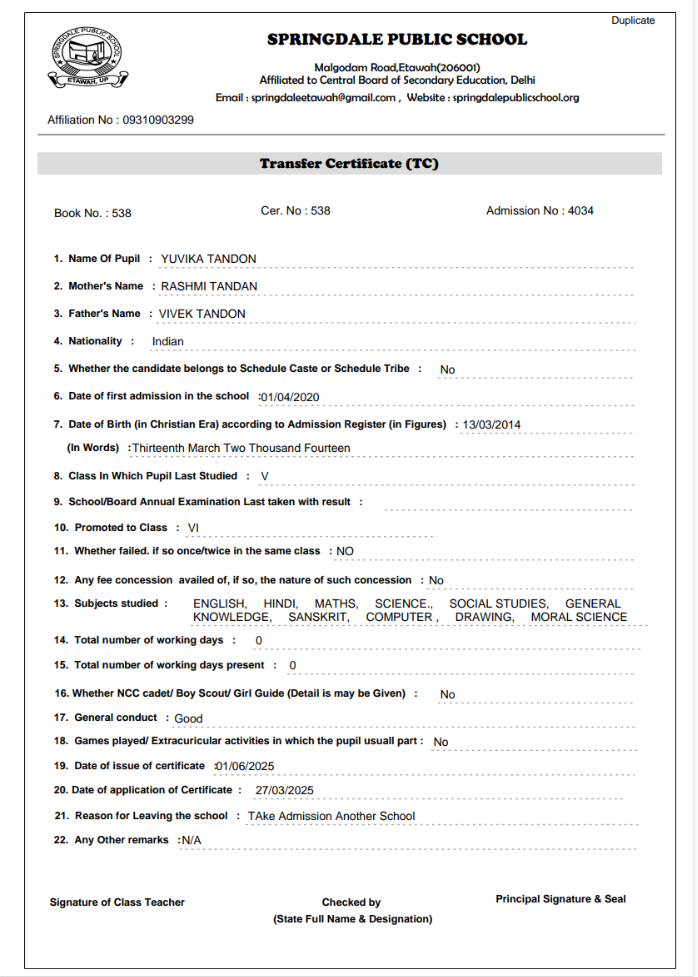 Duplicate
SPRINGDALE PUBLIC SCHOOL
SPRINGDALE PUBLIC SCHOOL
ETAWAH, UP
Malgodam Road,Etawah(206001)
Affiliated to Central Board of Secondary Education, Delhi
Email : springdaleetawah@gmail.com , Website : springdalepublicschool.org
Affiliation No : 09310903299
Transfer Certificate (TC)
Book No. : 538 Cer. No : 538 Admission No : 4034
1. Name Of Pupil : YUVIKA TANDON
2. Mother's Name : RASHMI TANDAN
3. Father's Name : VIVEK TANDON
4. Nationality : Indian
5. Whether the candidate belongs to Schedule Caste or Schedule Tribe : No
6. Date of first admission in the school :01/04/2020
7. Date of Birth (in Christian Era) according to Admission Register (in Figures) : 13/03/2014
(In Words) :Thirteenth March Two Thousand Fourteen
8. Class In Which Pupil Last Studied : V
9. School/Board Annual Examination Last taken with result :
10. Promoted to Class : VI
11. Whether failed. if so once/twice in the same class : NO
12. Any fee concession availed of, if so, the nature of such concession : No
13. Subjects studied : ENGLISH, HINDI, MATHS, SCIENCE., SOCIAL STUDIES, GENERAL
KNOWLEDGE, SANSKRIT, COMPUTER , DRAWING, MORAL SCIENCE
14. Total number of working days : 0
15. Total number of working days present : 0
16. Whether NCC cadet/ Boy Scout/ Girl Guide (Detail is may be Given) : No
17. General conduct : Good
18. Games played/ Extracuricular activities in which the pupil usuall part : No
19. Date of issue of certificate :01/06/2025
20. Date of application of Certificate : 27/03/2025
21. Reason for Leaving the school : TAke Admission Another School
22. Any Other remarks :N/A
Signature of Class Teacher Checked by Principal Signature & Seal
(State Full Name & Designation)